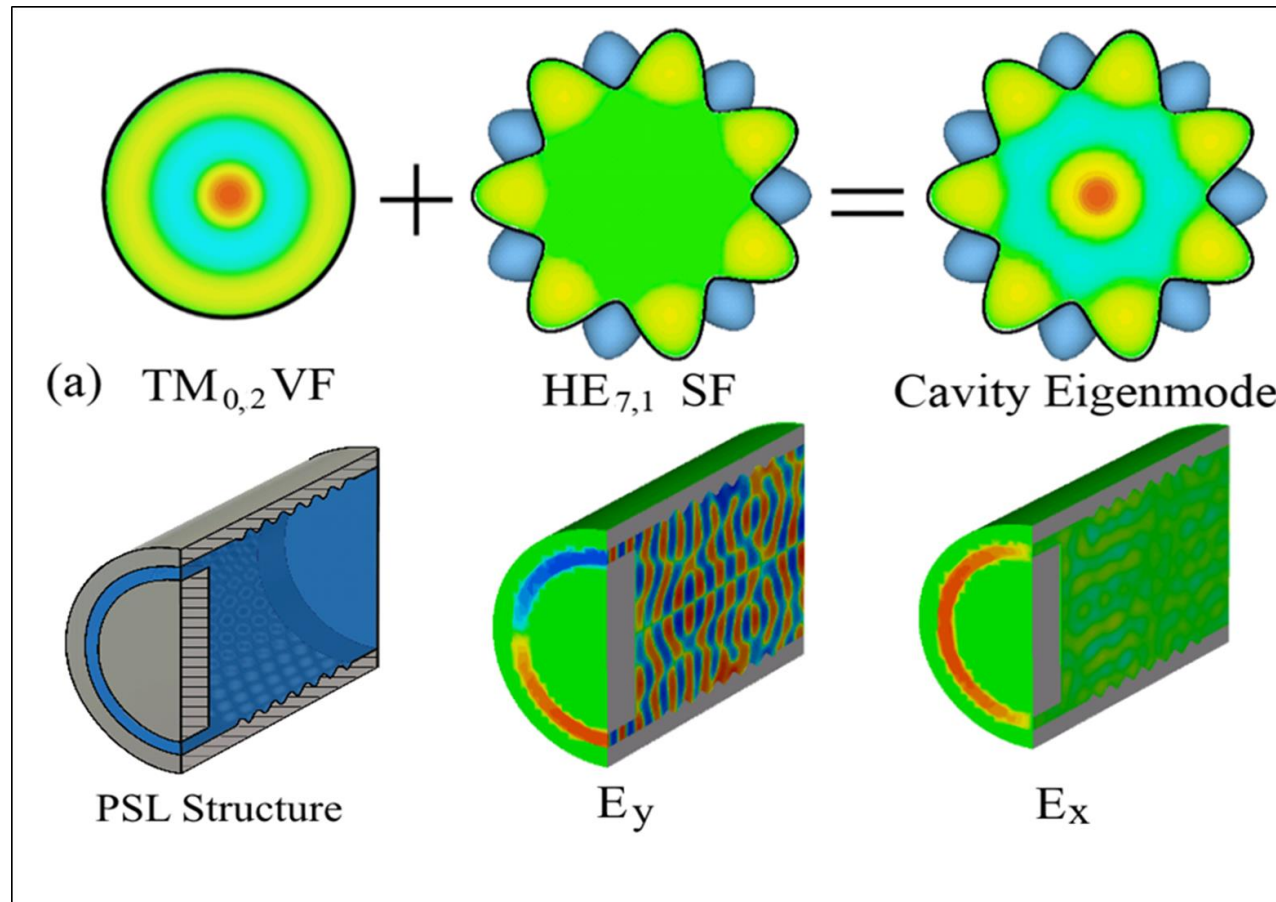 + =
(a) TM0,2 VF HE7,1 SF Cavity Eigenmode
PSL Structure Ey Ex